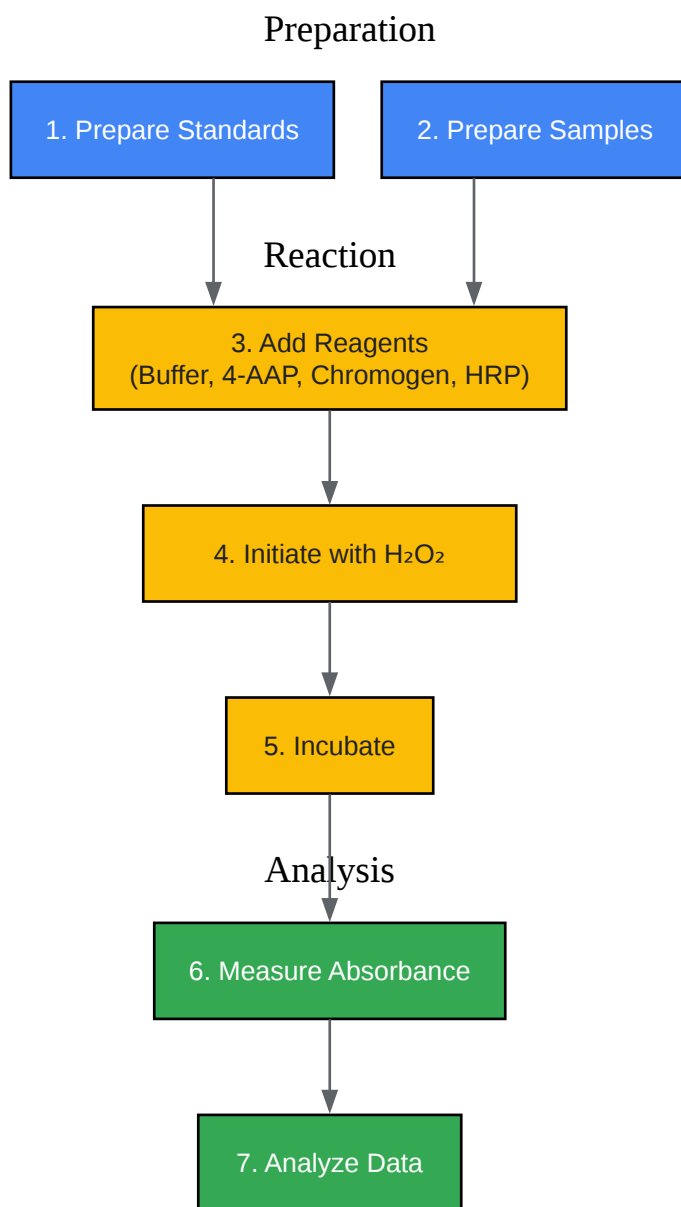 Preparation
1. Prepare Standards
2. Prepare Samples
Reaction
3. Add Reagents
(Buffer, 4-AAP, Chromogen, HRP)
4. Initiate with H₂O₂
5. Incubate
Analysis
6. Measure Absorbance
7. Analyze Data